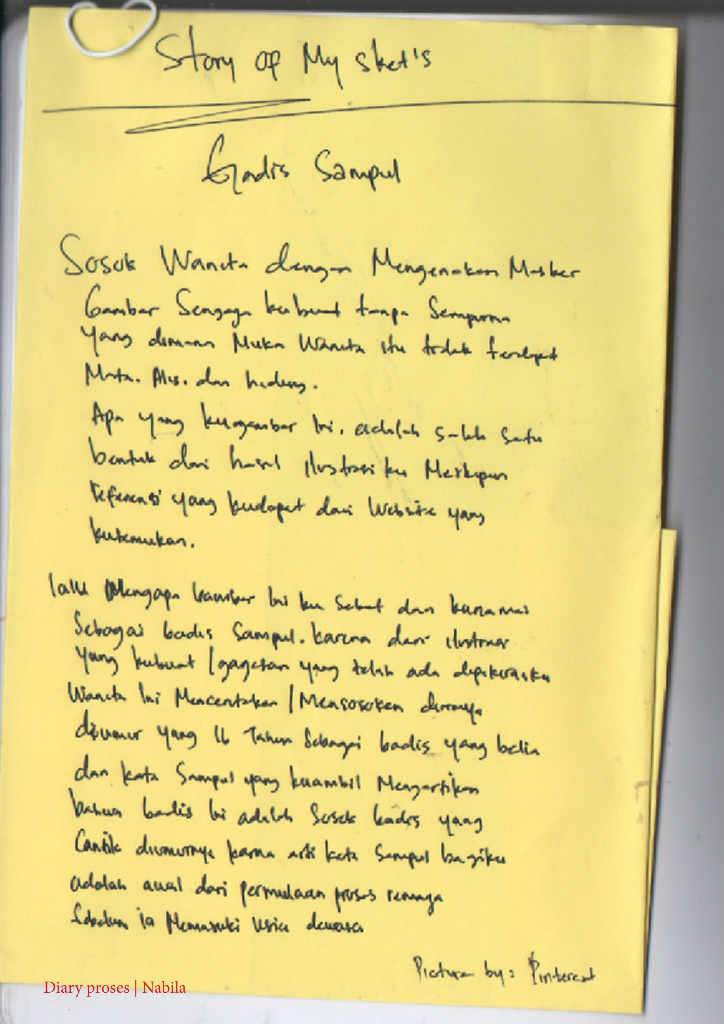 Story of My sket's
Gadis Sampul
Sosok Wanita dengan Mengenakan Masker
Gambar Sengaga kubuat tanpa Sempurna
yang dimana Muka Wanita itu tidak terdapat
Mata. Alis. dan hidung.
Apa yang kugambar Ini. adalah salah satu
bentuk dari hasil ilustrasi ku Meskipun
referensi yang kudapat dari Website yang
kutemukan.
lalu Mengapa Gambar Ini ku Sebut dan kunamai
Sebagai Gadis Sampul. karena dari ilustrasi
yang kubuat / gagasan yang telah ada dipikiranku
Wanita Ini / Mensosokan dirinya
diumur yang 16 Tahun Sebagai Gadis yang belia
dan kata Sampul yang kuambil Mengartikan
bahwa Gadis Ini adalah Sosok Gadis yang
Cantik diumurnya karna arti kata Sampul bagiku
adalah awal dari permulaan proses remaja
Sebelum ia Memasuki Usia dewasa
Picture by : Pinterest
Diary proses | Nabila